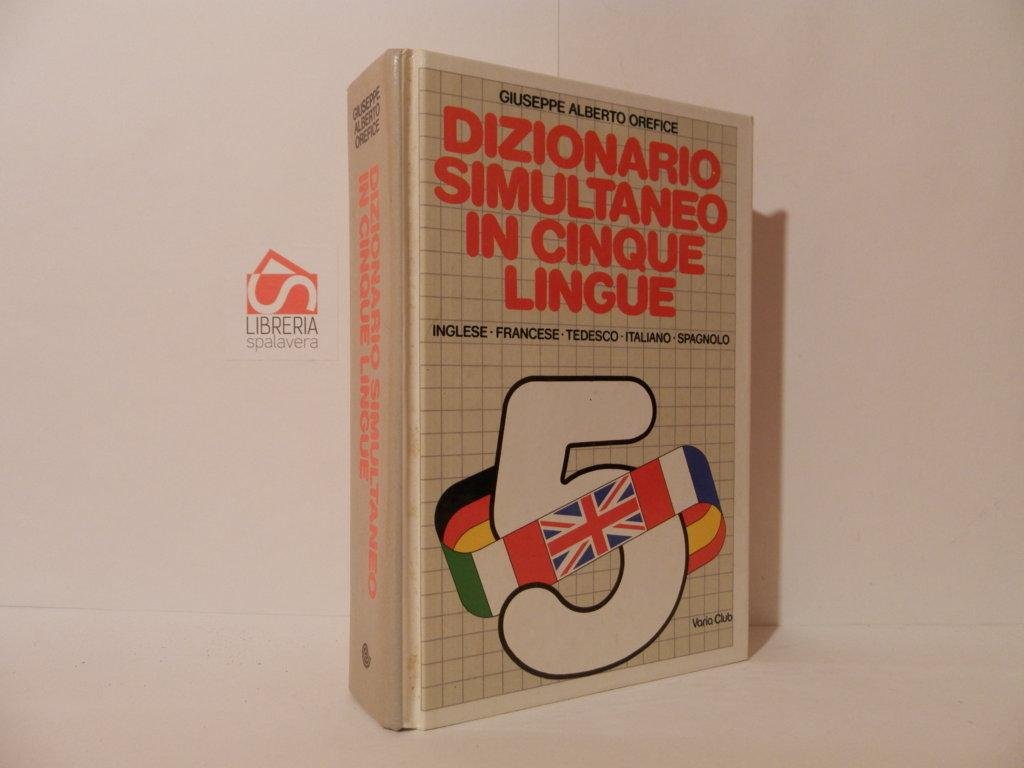 GIUSEPPE ALBERTO OREFICE
DIZIONARIO
SIMULTANEO
IN CINQUE
LINGUE
INGLESE · FRANCESE · TEDESCO · ITALIANO · SPAGNOLO
5
Varia Club
GIUSEPPE
ALBERTO
OREFICE
DIZIONARIO SIMULTANEO
IN CINQUE LINGUE
LIBRERIA
spalavera